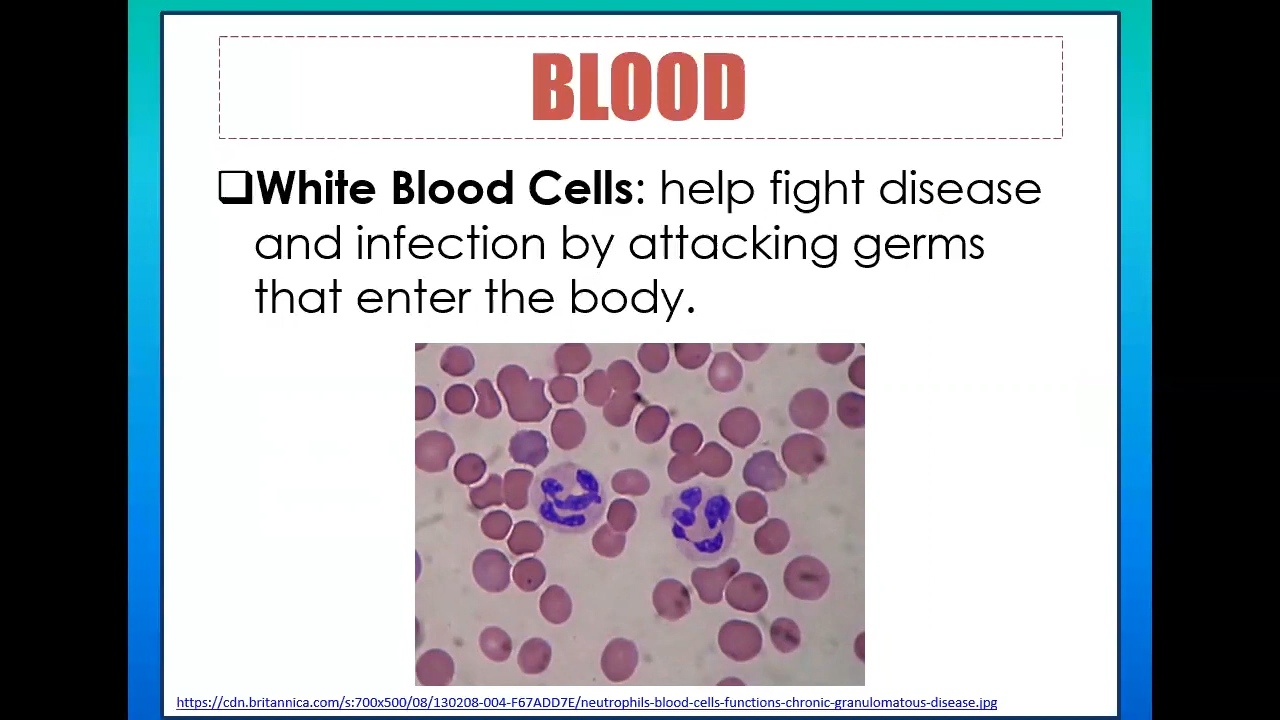 BLOOD
❑White Blood Cells: help fight disease
and infection by attacking germs
that enter the body.
https://cdn.britannica.com/s:700x500/08/130208-004-F67ADD7E/neutrophils-blood-cells-functions-chronic-granulomatous-disease.jpg